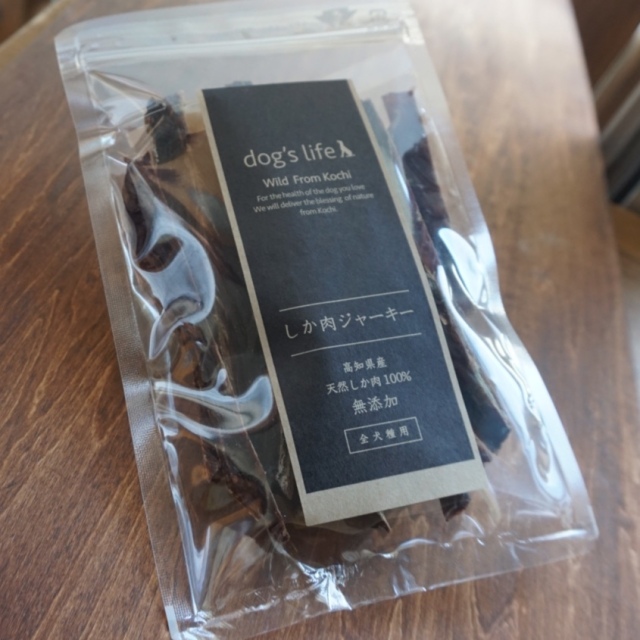 dog's life
Wild From Kochi
For the health of the dog you love
We will deliver the blessing of nature
from Kochi.
しか肉ジャーキー
高知県産
天然しか肉100%
無添加
全犬種用